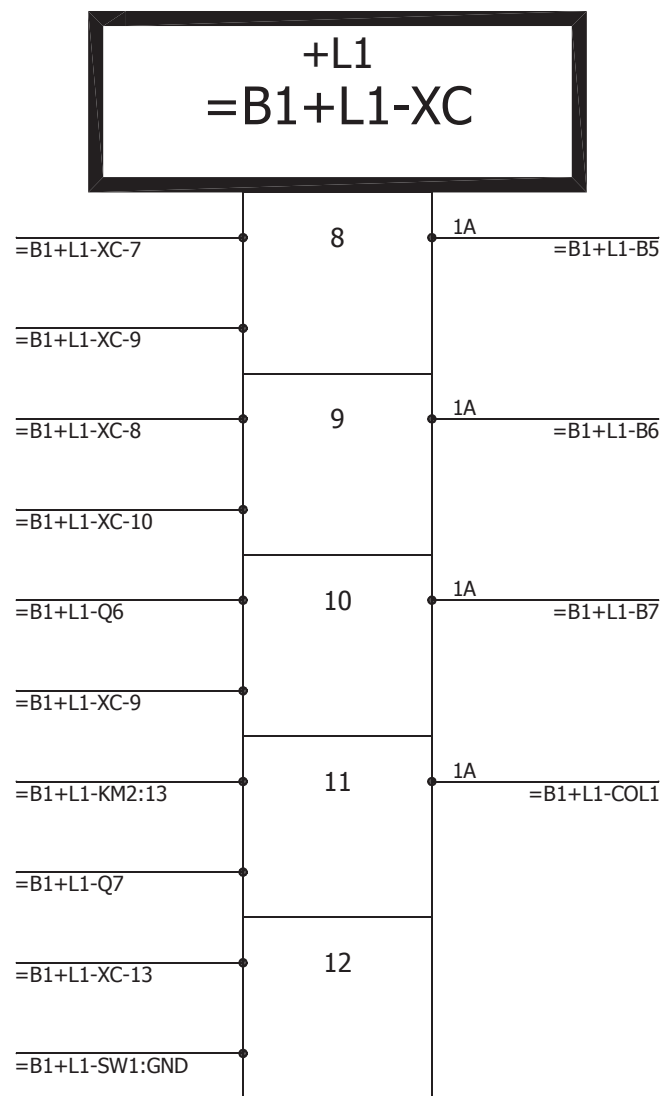 +L1
=B1+L1-XC
8
1A
=B1+L1-XC-7
=B1+L1-B5
=B1+L1-XC-9
9
1A
=B1+L1-XC-8
=B1+L1-B6
=B1+L1-XC-10
10
1A
=B1+L1-Q6
=B1+L1-B7
=B1+L1-XC-9
11
1A
=B1+L1-KM2:13
=B1+L1-COL1
=B1+L1-Q7
12
=B1+L1-XC-13
=B1+L1-SW1:GND